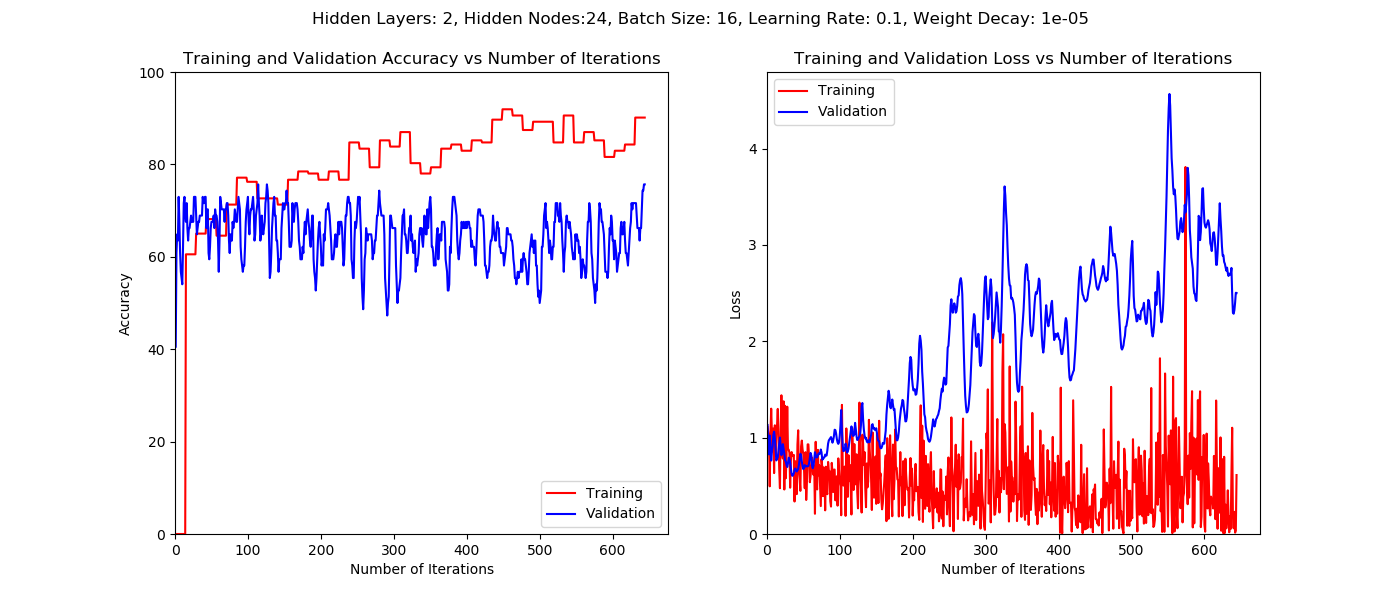 Hidden Layers: 2, Hidden Nodes:24, Batch Size: 16, Learning Rate: 0.1, Weight Decay: 1e-05
Training and Validation Accuracy vs Number of Iterations
100
80
60
40
20
0
Accuracy
0 100 200 300 400 500 600
Number of Iterations
Training
Validation
Training and Validation Loss vs Number of Iterations
Training
Validation
4
3
2
1
0
Loss
0 100 200 300 400 500 600
Number of Iterations